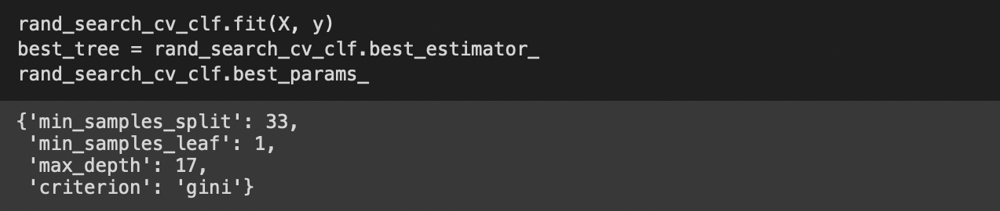 rand_search_cv_clf.fit(X, y)
best_tree = rand_search_cv_clf.best_estimator_
rand_search_cv_clf.best_params_
{'min_samples_split': 33,
 'min_samples_leaf': 1,
 'max_depth': 17,
 'criterion': 'gini'}